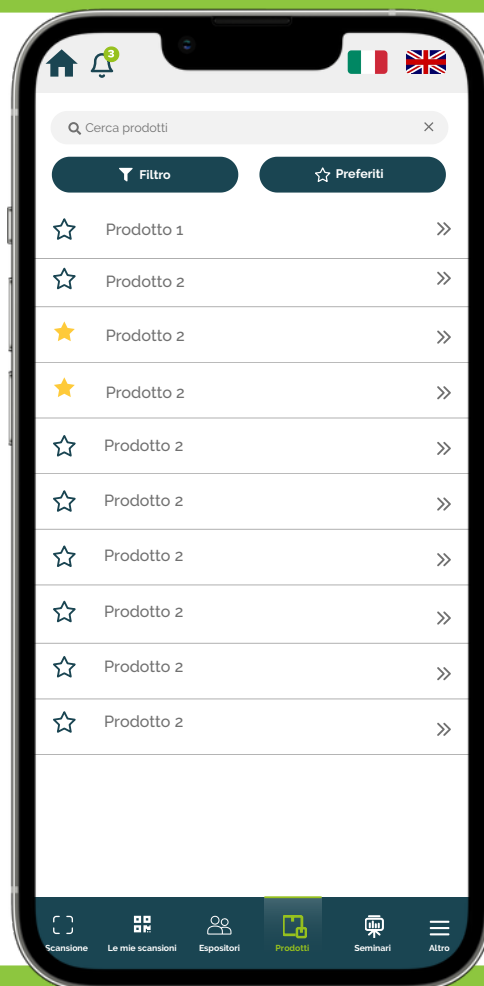 3
Cerca prodotti
Filtro
Preferiti
Prodotto 1
Prodotto 2
Prodotto 2
Prodotto 2
Prodotto 2
Prodotto 2
Prodotto 2
Prodotto 2
Prodotto 2
Prodotto 2
Scansione Le mie scansioni Espositori Prodotti Seminari Altro